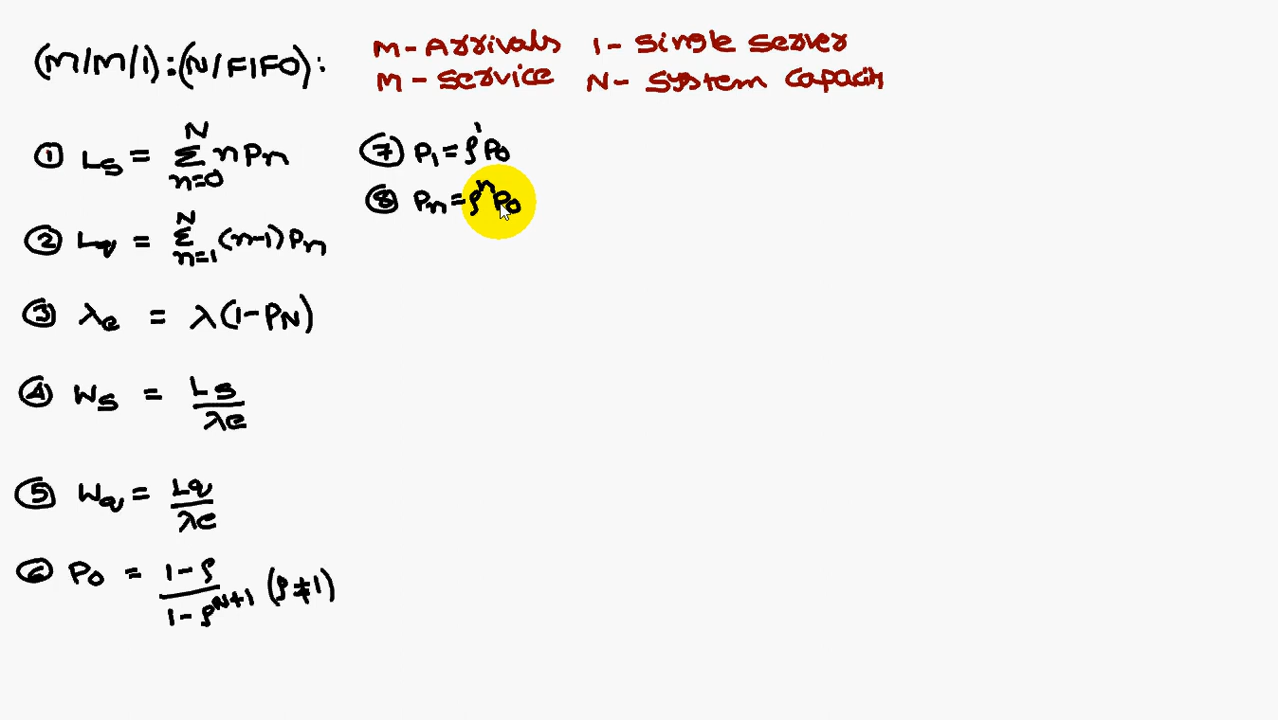 (M/M/1):(N/FIFO):
M-Arrivals 1- Single Server
M- Service N- System Capacity
① Ls = Σ_{n=0}^{N} n Pn
② Lq = Σ_{n=1}^{N} (n-1) Pn
③ λe = λ(1-PN)
④ Ws = Ls/λe
⑤ Wq = Lq/λe
⑥ P0 = (1-ρ)/(1-ρ^{N+1}) (ρ≠1)
⑦ P1 = ρ^1 P0
⑧ Pn = ρ^n P0